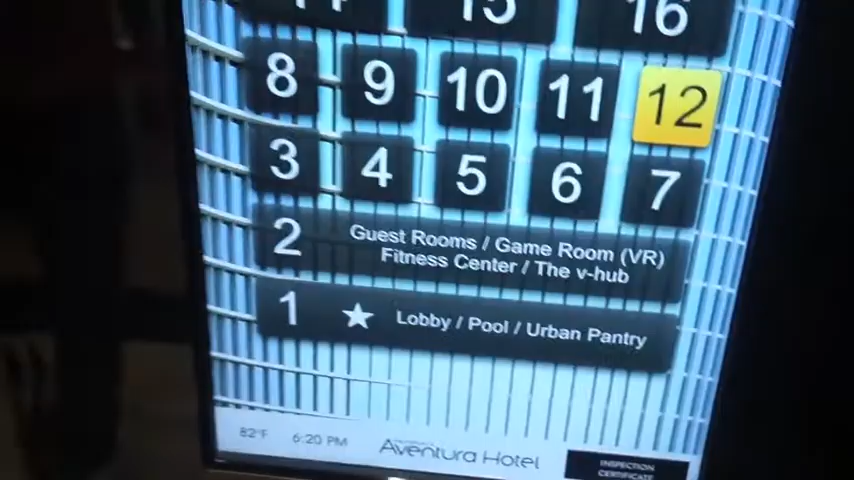 15 16
8 9 10 11 12
3 4 5 6 7
2 Guest Rooms / Game Room (VR)
Fitness Center / The v-hub
1 ★ Lobby / Pool / Urban Pantry
82°F 6:20 PM Aventura Hotel INSPECTION
CERTIFICATE